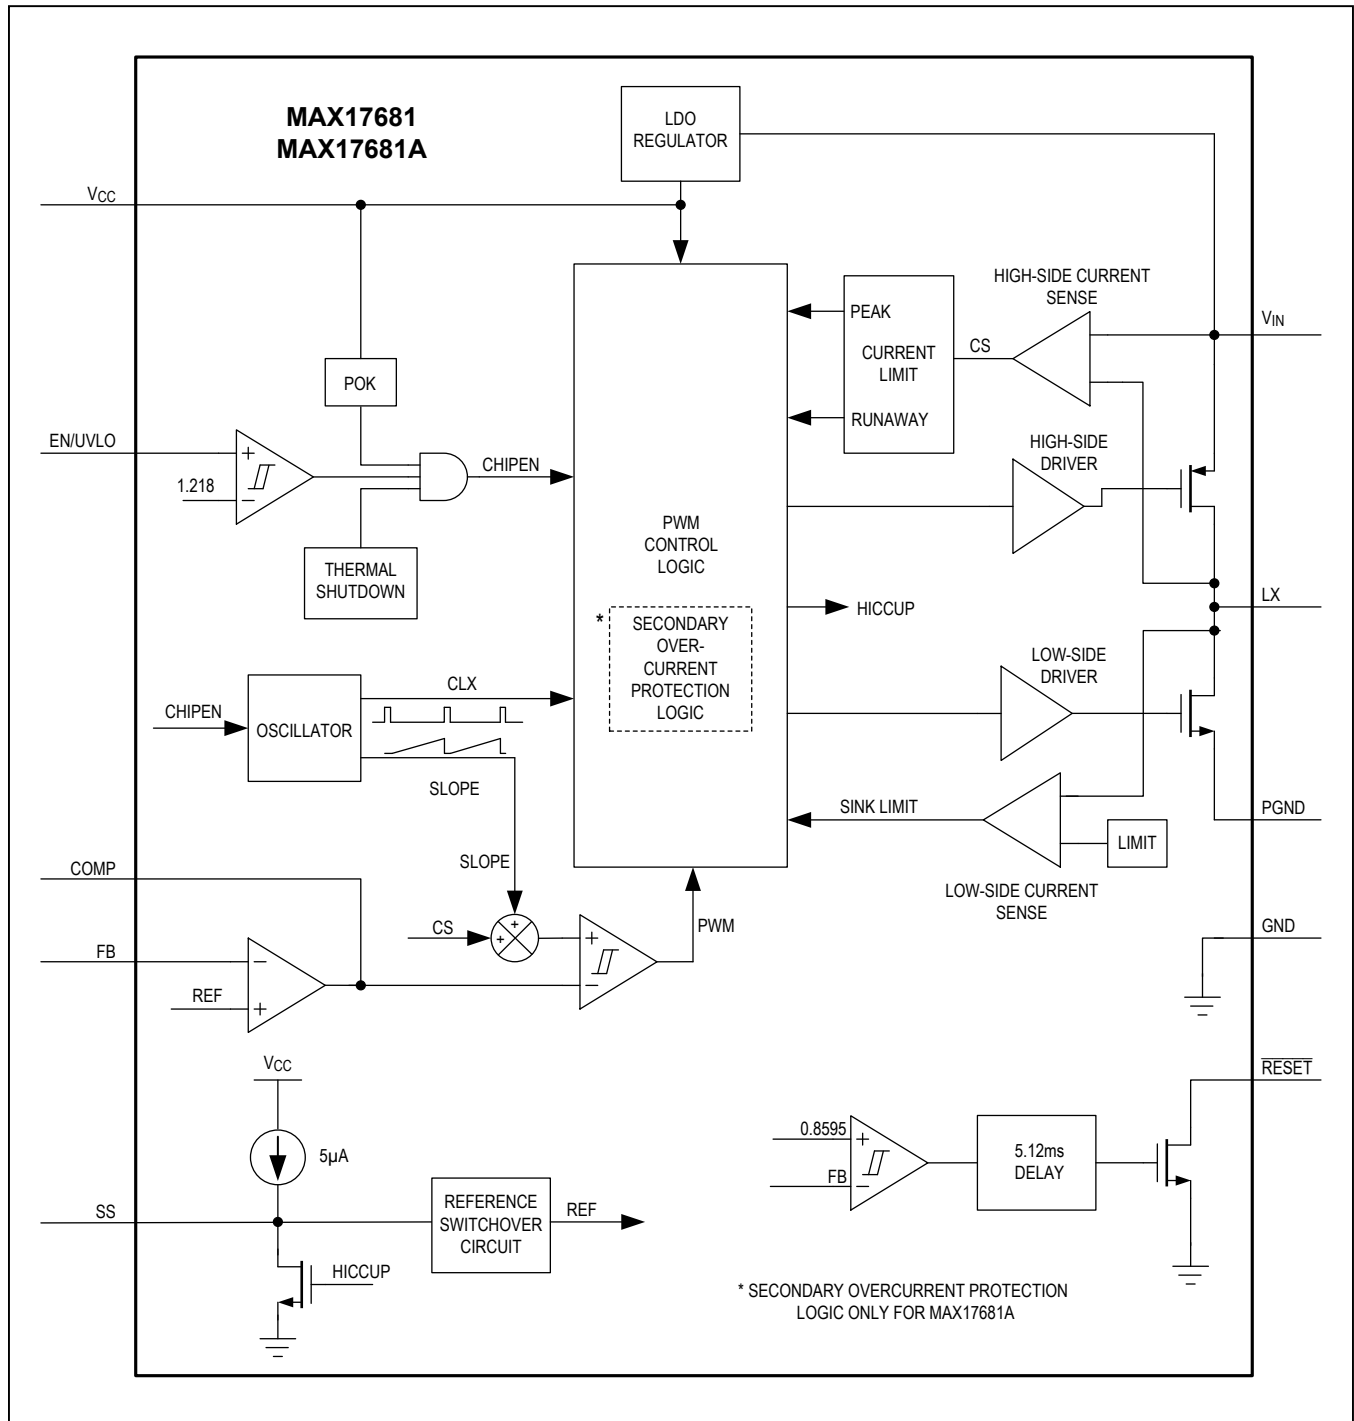 MAX17681
MAX17681A
LDO
REGULATOR
VCC
POK
EN/UVLO
+
1.218
−
CHIPEN
THERMAL
SHUTDOWN
PWM
CONTROL
LOGIC
*
SECONDARY
OVER-
CURRENT
PROTECTION
LOGIC
PEAK
CURRENT
LIMIT
RUNAWAY
CS
HIGH-SIDE CURRENT
SENSE
VIN
HIGH-SIDE
DRIVER
HICCUP
LX
LOW-SIDE
DRIVER
SINK LIMIT
LIMIT
LOW-SIDE CURRENT
SENSE
PGND
GND
CHIPEN
OSCILLATOR
CLX
SLOPE
SLOPE
COMP
CS
+
+
+
−
PWM
FB
−
REF
+
VCC
5µA
SS
REFERENCE
SWITCHOVER
CIRCUIT
REF
HICCUP
RESET
0.8595
+
FB
−
5.12ms
DELAY
* SECONDARY OVERCURRENT PROTECTION
LOGIC ONLY FOR MAX17681A